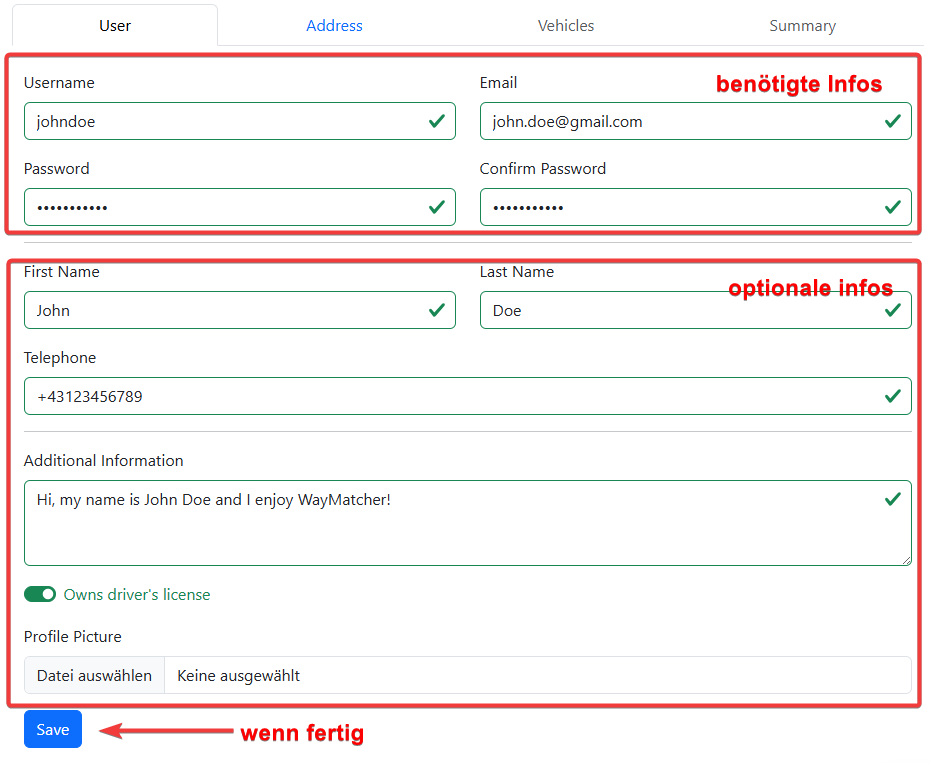 User Address Vehicles Summary
Username Email benötigte Infos
johndoe john.doe@gmail.com
Password Confirm Password
••••••••••• •••••••••••
First Name Last Name
optionale infos
John Doe
Telephone
+43123456789
Additional Information
Hi, my name is John Doe and I enjoy WayMatcher!
Owns driver's license
Profile Picture
Datei auswählen Keine ausgewählt
Save wenn fertig